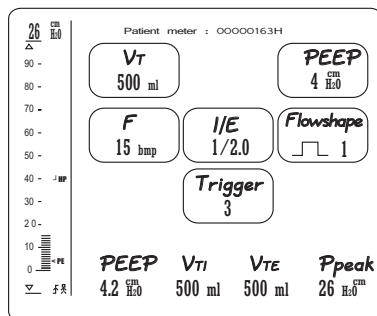 26 cm H2O
Patient meter : 00000163H
90 -
80 -
70 -
60 -
50 -
40 - HP
30 -
20 -
10 -
0 - < PE
VT
500 ml
PEEP
4 cm H2O
F
15 bmp
I/E
1/2.0
Flowshape
1
Trigger
3
PEEP VTI VTE Ppeak
4.2 cm H2O 500 ml 500 ml 26 cm H2O